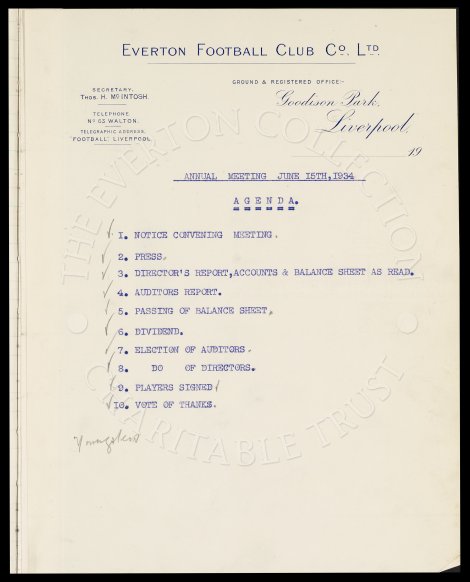 EVERTON FOOTBALL CLUB Co. LTD.
SECRETARY,
THOS. H. McINTOSH.
TELEPHONE
No 63 WALTON.
TELEGRAPHIC ADDRESS,
"FOOTBALL, LIVERPOOL."
GROUND & REGISTERED OFFICE:-
Goodison Park,
Liverpool,
19
ANNUAL MEETING JUNE 15TH, 1934
AGENDA.
1. NOTICE CONVENING MEETING.
2. PRESS.
3. DIRECTOR'S REPORT, ACCOUNTS & BALANCE SHEET AS READ.
4. AUDITORS REPORT.
5. PASSING OF BALANCE SHEET.
6. DIVIDEND.
7. ELECTION OF AUDITORS.
8. DO OF DIRECTORS.
9. PLAYERS SIGNED
10. VOTE OF THANKS.
Youngsters
THE EVERTON COLLECTION
CHARITABLE TRUST